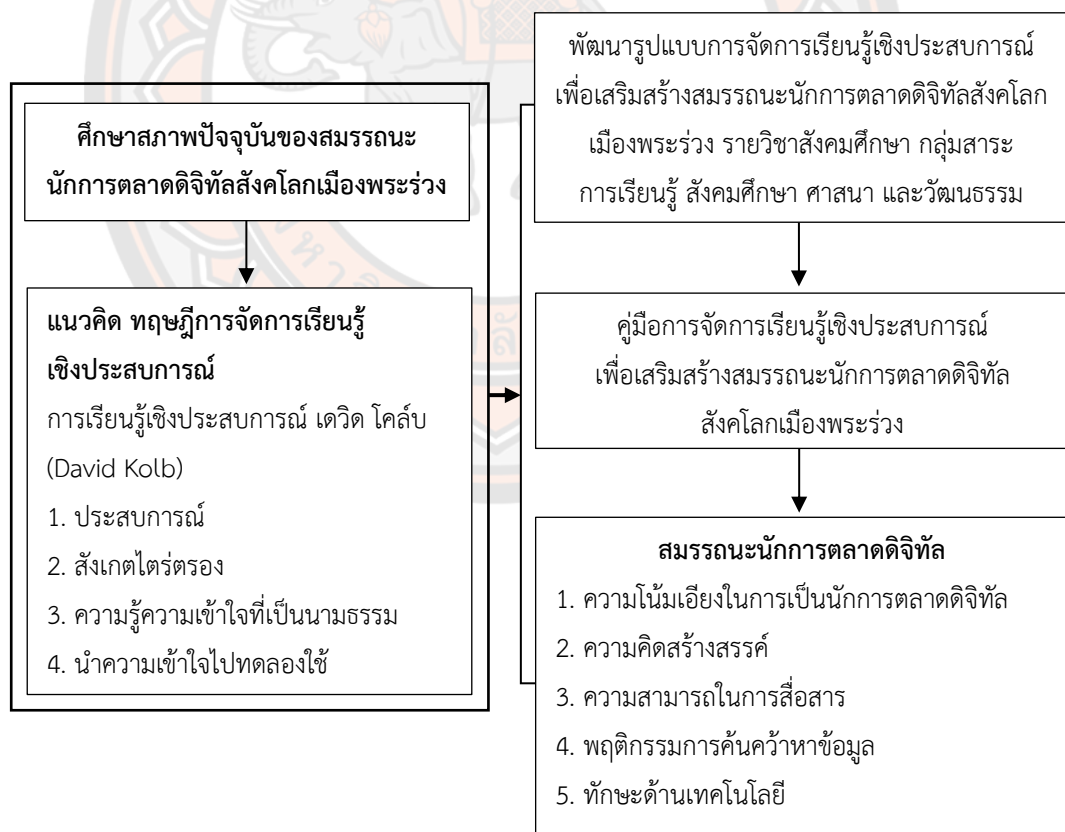 ศึกษาสภาพปัจจุบันของสมรรถนะ
นักการตลาดดิจิทัลสังคโลกเมืองพระร่วง
แนวคิด ทฤษฎีการจัดการเรียนรู้
เชิงประสบการณ์
การเรียนรู้เชิงประสบการณ์ เดวิด โคล์บ
(David Kolb)
1. ประสบการณ์
2. สังเกตไตร่ตรอง
3. ความรู้ความเข้าใจที่เป็นนามธรรม
4. นำความเข้าใจไปทดลองใช้
พัฒนารูปแบบการจัดการเรียนรู้เชิงประสบการณ์
เพื่อเสริมสร้างสมรรถนะนักการตลาดดิจิทัลสังคโลก
เมืองพระร่วง รายวิชาสังคมศึกษา กลุ่มสาระ
การเรียนรู้ สังคมศึกษา ศาสนา และวัฒนธรรม
คู่มือการจัดการเรียนรู้เชิงประสบการณ์
เพื่อเสริมสร้างสมรรถนะนักการตลาดดิจิทัล
สังคโลกเมืองพระร่วง
สมรรถนะนักการตลาดดิจิทัล
1. ความโน้มเอียงในการเป็นนักการตลาดดิจิทัล
2. ความคิดสร้างสรรค์
3. ความสามารถในการสื่อสาร
4. พฤติกรรมการค้นคว้าหาข้อมูล
5. ทักษะด้านเทคโนโลยี